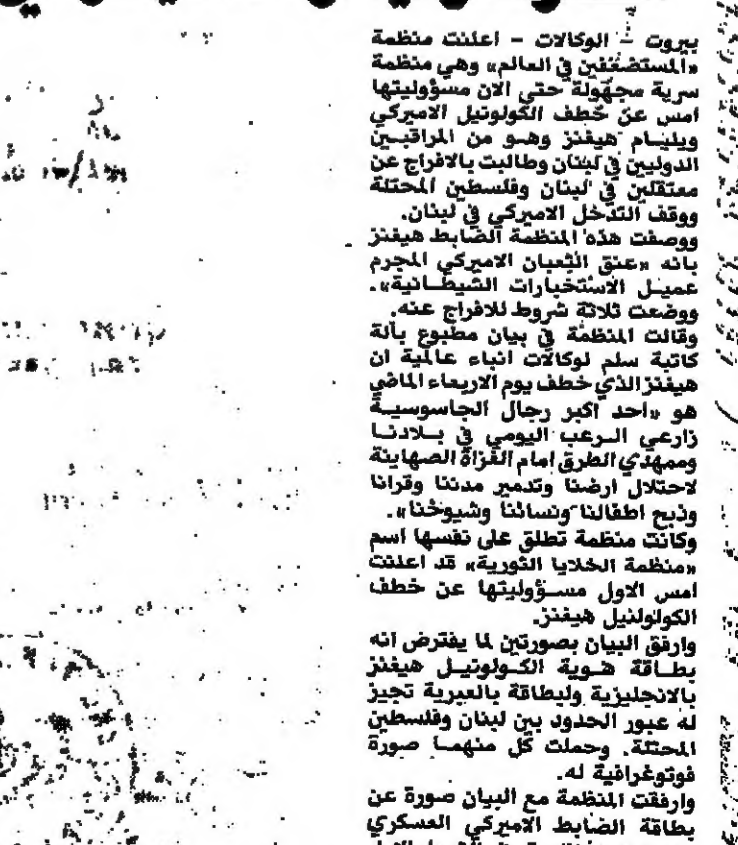 بيروت – الوكالات – اعلنت منظمة
«المستضعفين في العالم» وهي منظمة
سرية مجهولة حتى الان مسؤوليتها
امس عن خطف الكولونيل الاميركي
ويليام هيغنز وهو من المراقبين
الدوليين في لبنان وطالبت بالافراج عن
معتقلين في لبنان وفلسطين المحتلة
ووقف التدخل الاميركي في لبنان.
ووصفت هذه المنظمة الضابط هيغنز
بانه «عنق الثعبان الاميركي المجرم
عميل الاستخبارات الشيطانية».
ووضعت ثلاثة شروط للافراج عنه.
وقالت المنظمة في بيان مطبوع بآلة
كاتبة سلم لوكالات انباء عالمية ان
هيغنز الذي خطف يوم الاربعاء الماضي
هو «احد اكبر رجال الجاسوسية
زارعي الرعب اليومي في بلادنا
وممهدي الطرق امام الغزاة الصهاينة
لاحتلال ارضنا وتدمير مدننا وقرانا
وذبح اطفالنا ونسائنا وشيوخنا».
وكانت منظمة تطلق على نفسها اسم
«منظمة الخلايا الثورية» قد اعلنت
امس الاول مسؤوليتها عن خطف
الكولولنيل هيغنز.
وارفق البيان بصورتين لما يفترض انه
بطاقة هوية الكولونيل هيغنز
بالانجليزية ولبطاقة بالعبرية تجيز
له عبور الحدود بين لبنان وفلسطين
المحتلة. وحملت كل منهما صورة
فوتوغرافية له.
وارفقت المنظمة مع البيان صورة عن
بطاقة الضابط الاميركي العسكري